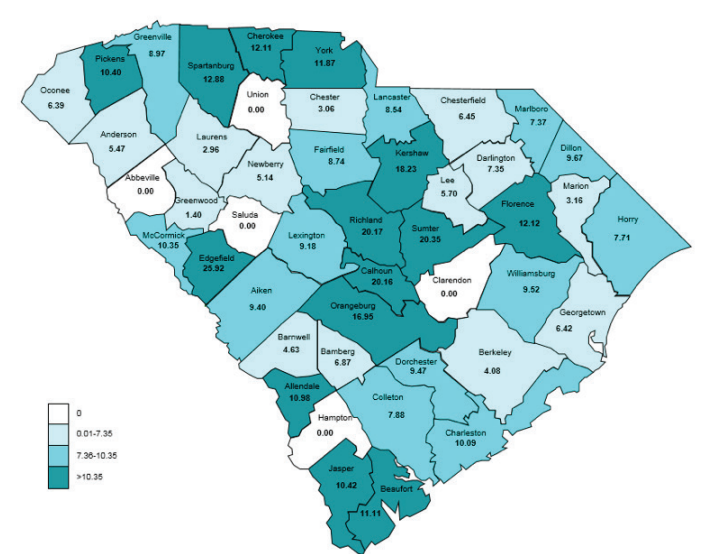 Greenville
8.97
Cherokee
12.11
York
11.87
Pickens
10.40
Spartanburg
12.88
Oconee
6.39
Union
0.00
Chester
3.06
Lancaster
8.54
Chesterfield
6.45
Marlboro
7.37
Anderson
5.47
Laurens
2.96
Fairfield
8.74
Kershaw
18.23
Darlington
7.35
Dillon
9.67
Newberry
5.14
Abbeville
0.00
Greenwood
1.40
Lee
5.70
Marion
3.16
Saluda
0.00
Richland
20.17
Sumter
20.35
Florence
12.12
Horry
7.71
McCormick
10.35
Lexington
9.18
Edgefield
25.92
Calhoun
20.16
Clarendon
0.00
Williamsburg
9.52
Aiken
9.40
Orangeburg
16.95
Georgetown
6.42
Barnwell
4.63
Bamberg
6.87
Dorchester
9.47
Berkeley
4.08
Allendale
10.98
Colleton
7.88
Hampton
0.00
Charleston
10.09
Jasper
10.42
Beaufort
11.11
0
0.01-7.35
7.36-10.35
>10.35